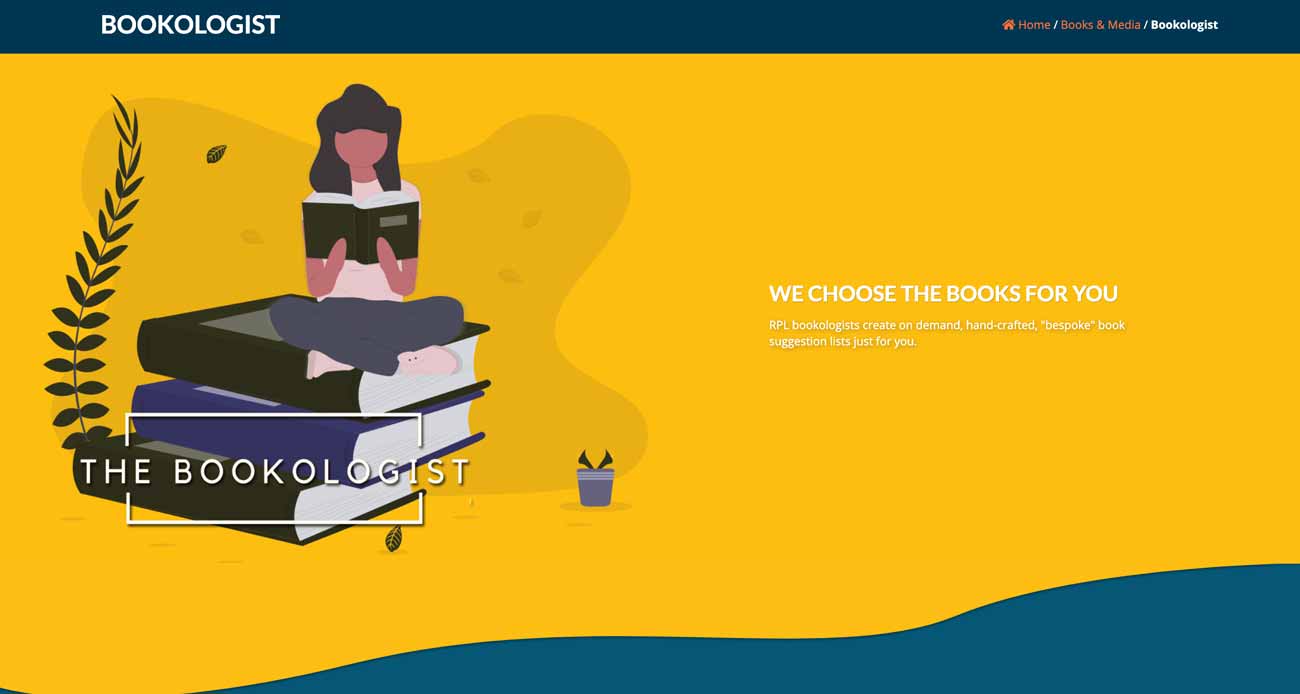 BOOKOLOGIST
Home / Books & Media / Bookologist
WE CHOOSE THE BOOKS FOR YOU
RPL bookologists create on demand, hand-crafted, "bespoke" book
suggestion lists just for you.
THE BOOKOLOGIST